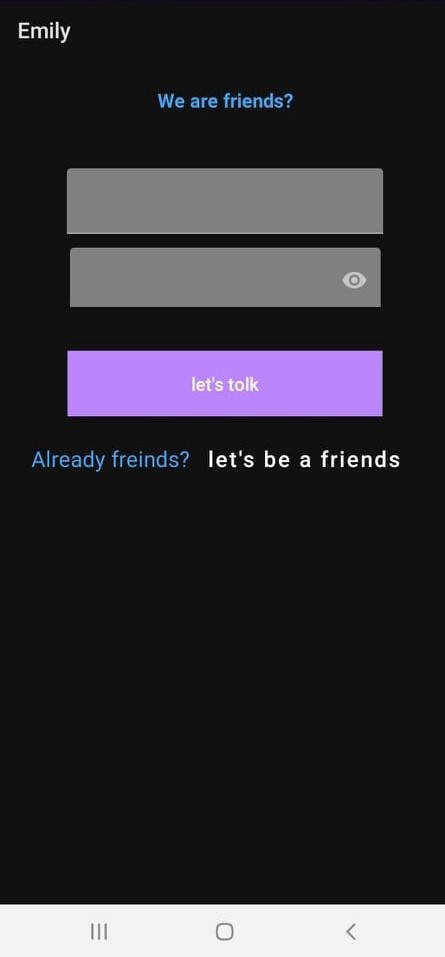 Emily
We are friends?
let's tolk
Already freinds? let's be a friends